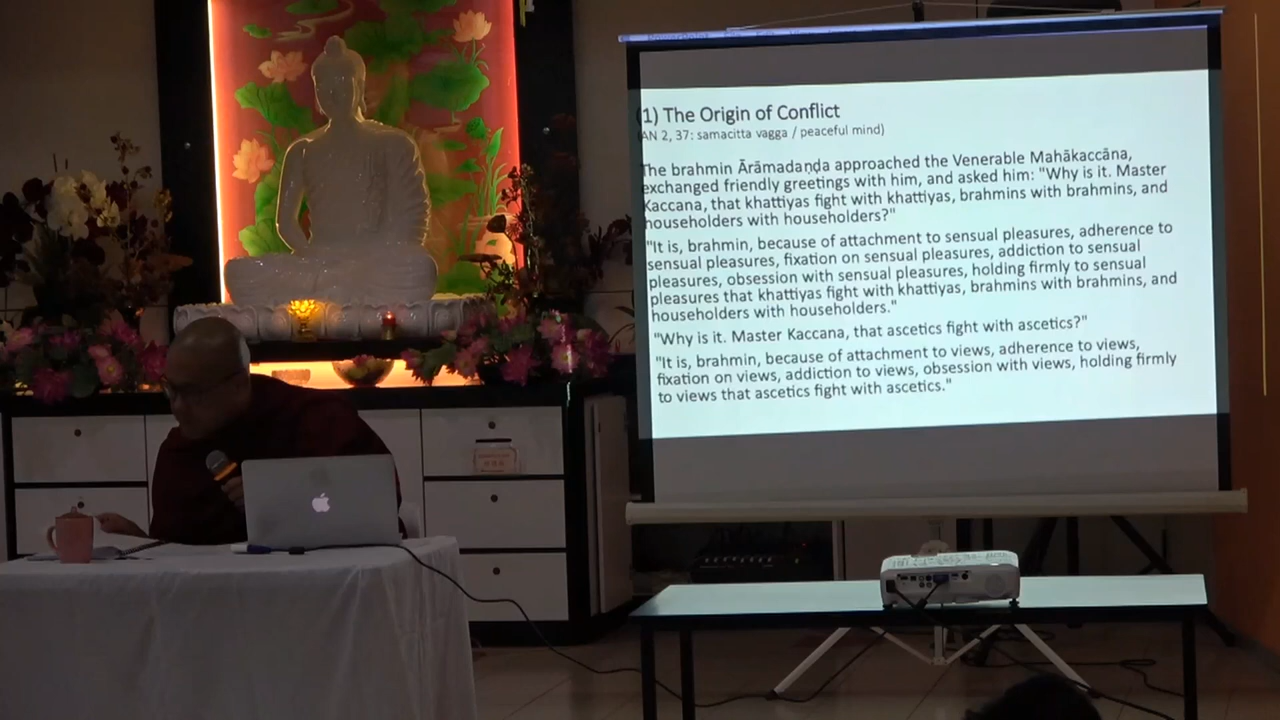 (1) The Origin of Conflict
(AN 2, 37: samacitta vagga / peaceful mind)
The brahmin Ārāmadaṇḍa approached the Venerable Mahākaccāna,
exchanged friendly greetings with him, and asked him: "Why is it. Master
Kaccana, that khattiyas fight with khattiyas, brahmins with brahmins, and
householders with householders?"
"It is, brahmin, because of attachment to sensual pleasures, adherence to
sensual pleasures, fixation on sensual pleasures, addiction to sensual
pleasures, obsession with sensual pleasures, holding firmly to sensual
pleasures that khattiyas fight with khattiyas, brahmins with brahmins, and
householders with householders."
"Why is it. Master Kaccana, that ascetics fight with ascetics?"
"It is, brahmin, because of attachment to views, adherence to views,
fixation on views, addiction to views, obsession with views, holding firmly
to views that ascetics fight with ascetics."